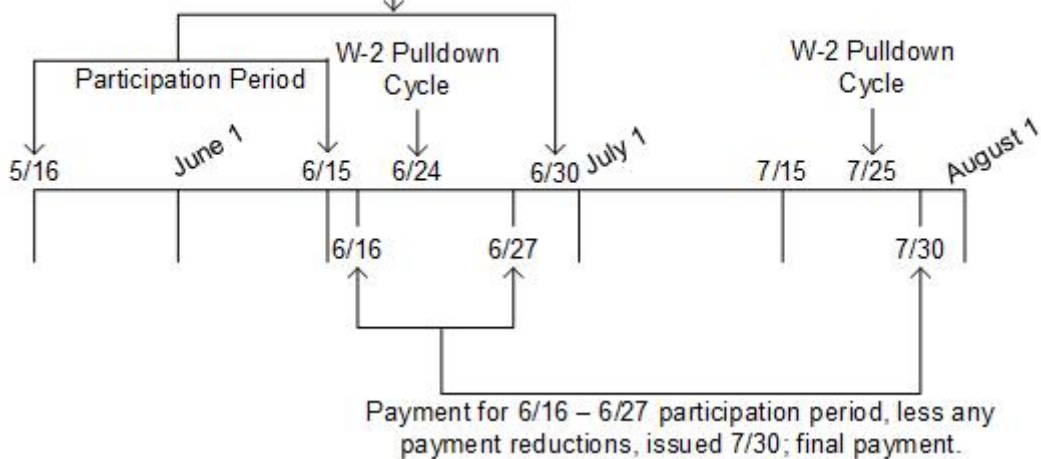 W-2 Pulldown
Cycle
W-2 Pulldown
Cycle
Participation Period
5/16
June 1
6/15
6/24
6/30
July 1
7/15
7/25
August 1
6/16
6/27
7/30
Payment for 6/16 – 6/27 participation period, less any
payment reductions, issued 7/30; final payment.